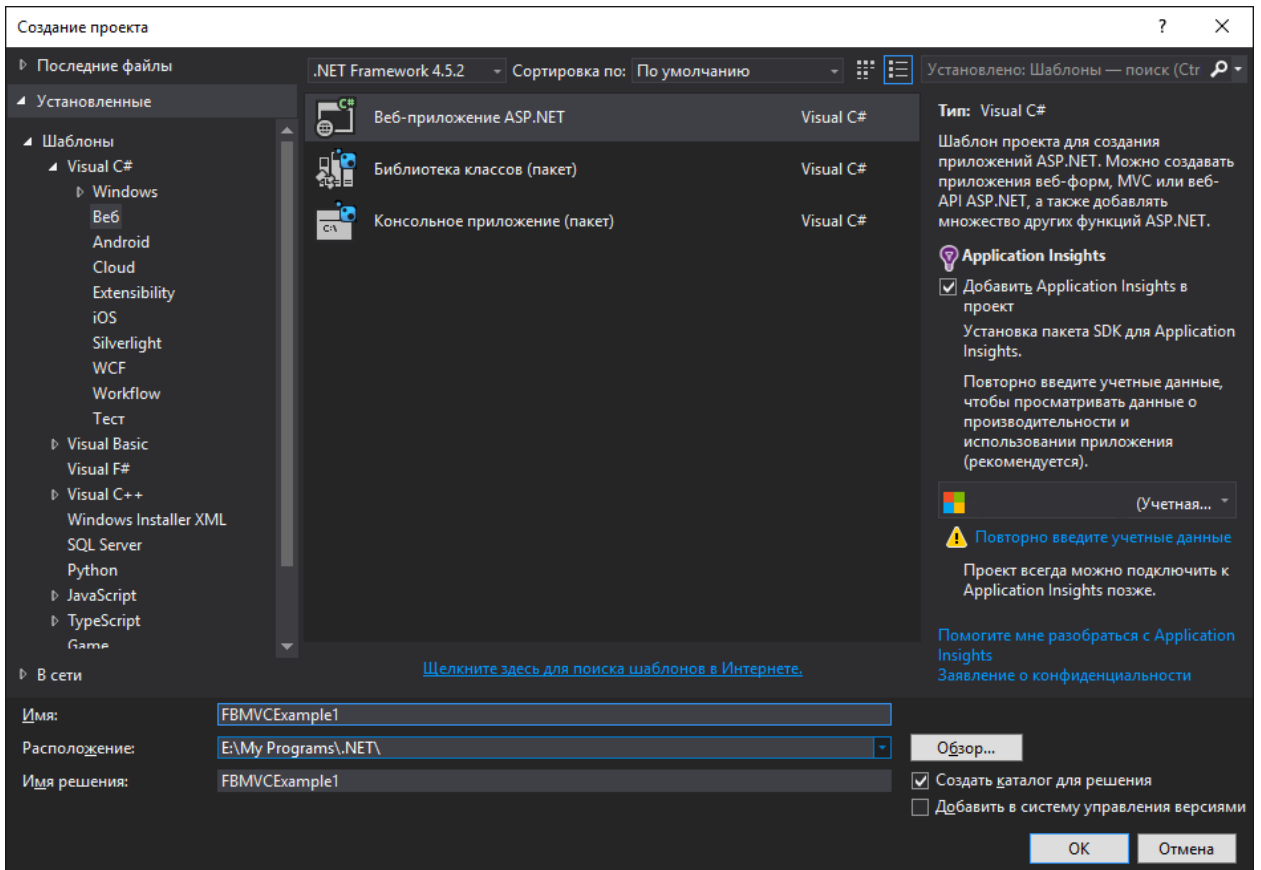 Создание проекта
?
Последние файлы
Установленные
Шаблоны
Visual C#
Windows
Веб
Android
Cloud
Extensibility
iOS
Silverlight
WCF
Workflow
Тест
Visual Basic
Visual F#
Visual C++
Windows Installer XML
SQL Server
Python
JavaScript
TypeScript
Game
В сети
.NET Framework 4.5.2 Сортировка по: По умолчанию
Веб-приложение ASP.NET Visual C#
C#
Библиотека классов (пакет) Visual C#
Консольное приложение (пакет) Visual C#
C:\
Щелкните здесь для поиска шаблонов в Интернете.
Установлено: Шаблоны — поиск (Ctr
Тип: Visual C#
Шаблон проекта для создания
приложений ASP.NET. Можно создавать
приложения веб-форм, MVC или веб-
API ASP.NET, а также добавлять
множество других функций ASP.NET.
Application Insights
Добавить Application Insights в
проект
Установка пакета SDK для Application
Insights.
Повторно введите учетные данные,
чтобы просматривать данные о
производительности и
использовании приложения
(рекомендуется).
(Учетная...
Повторно введите учетные данные
Проект всегда можно подключить к
Application Insights позже.
Помогите мне разобраться с Application
Insights
Заявление о конфиденциальности
Имя: FBMVCExample1
Расположение: E:\My Programs\.NET\ Обзор...
Имя решения: FBMVCExample1
Создать каталог для решения
Добавить в систему управления версиями
ОК Отмена